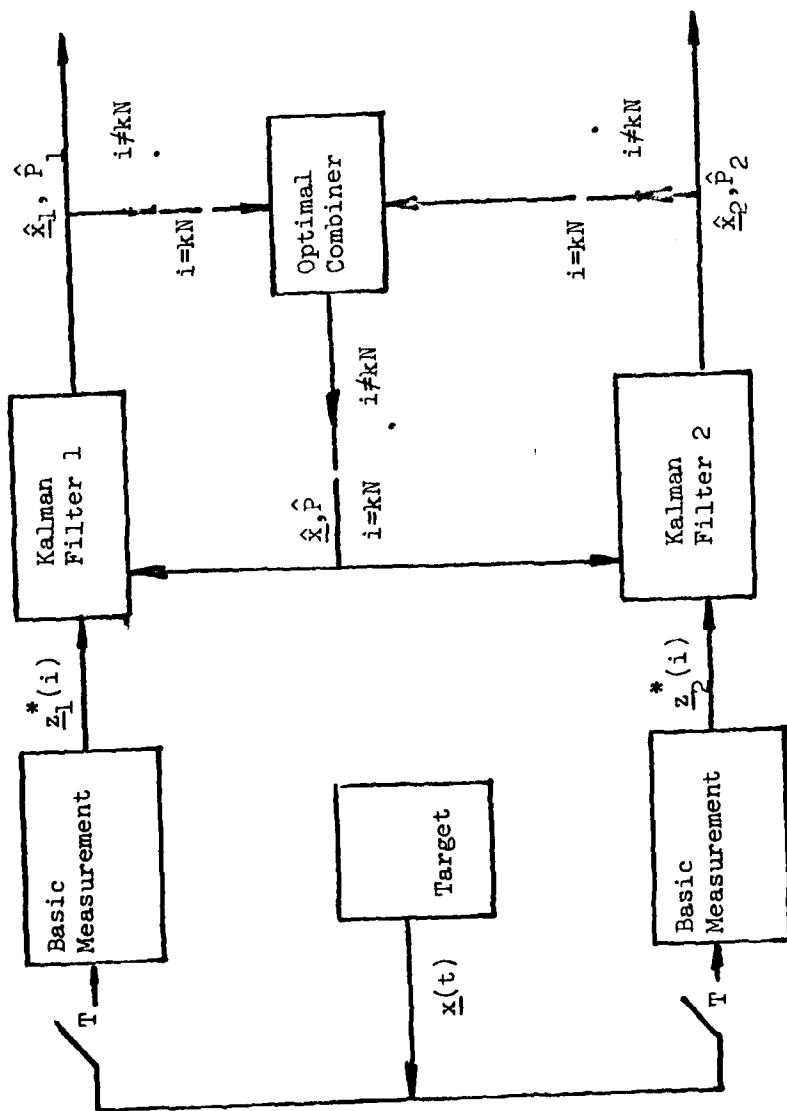 T
Basic
Measurement
z₁*(i)
Kalman
Filter 1
x̂₁, P̂₁
i≠kN
i=kN
Optimal
Combiner
i≠kN
x̂,P̂
i=kN
Target
x(t)
T
Basic
Measurement
z₂*(i)
Kalman
Filter 2
x̂₂,P̂₂
i=kN
i≠kN